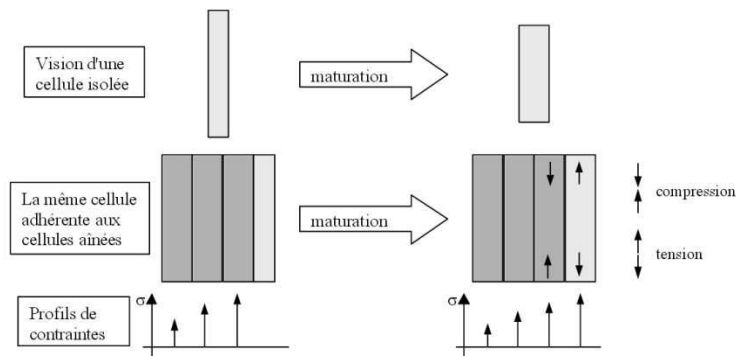 Vision d'une
cellule isolée
maturation
La même cellule
adhérente aux
cellules aînées
maturation
compression
tension
Profils de
contraintes
σ
σ